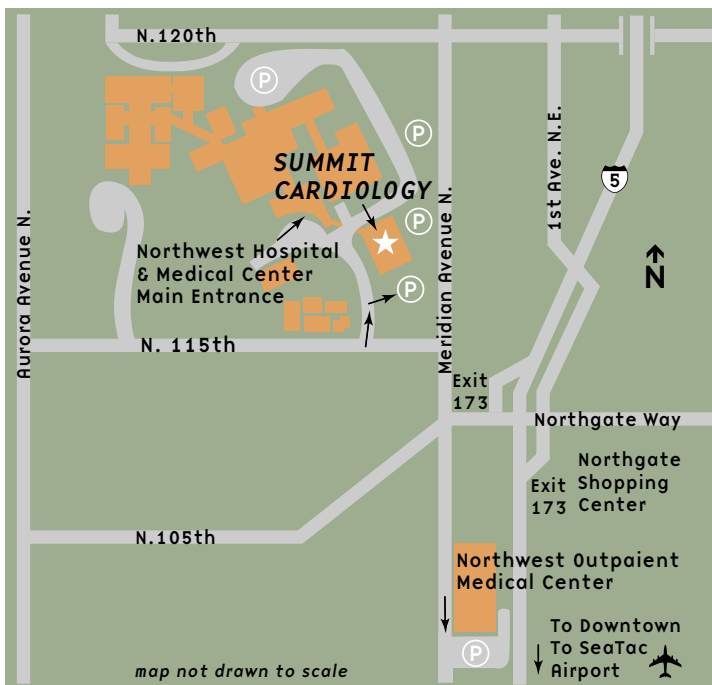 N.120th
P
P
1st Ave. N.E.
5
SUMMIT
CARDIOLOGY
P
Northwest Hospital
& Medical Center
Main Entrance
N
P
Aurora Avenue N.
Meridian Avenue N.
N. 115th
Exit
173
Northgate Way
Northgate
Shopping
Center
Exit
173
N.105th
Northwest Outpaient
Medical Center
To Downtown
To SeaTac
Airport
P
map not drawn to scale